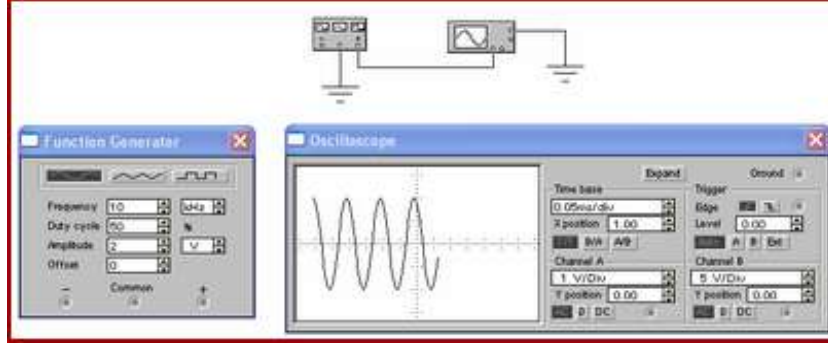 Function Generator
Frequency 10 kHz
Duty cycle 50 %
Amplitude 2 V
Offset 0
- Common +
Oscilloscope
Expand Ground
Time base Trigger
0.05ms/div Edge
X position 1.00 Level 0.00
B/A A/B A B Ext
Channel A Channel B
1 V/Div 5 V/Div
Y position 0.00 Y position 0.00
AC 0 DC AC 0 DC